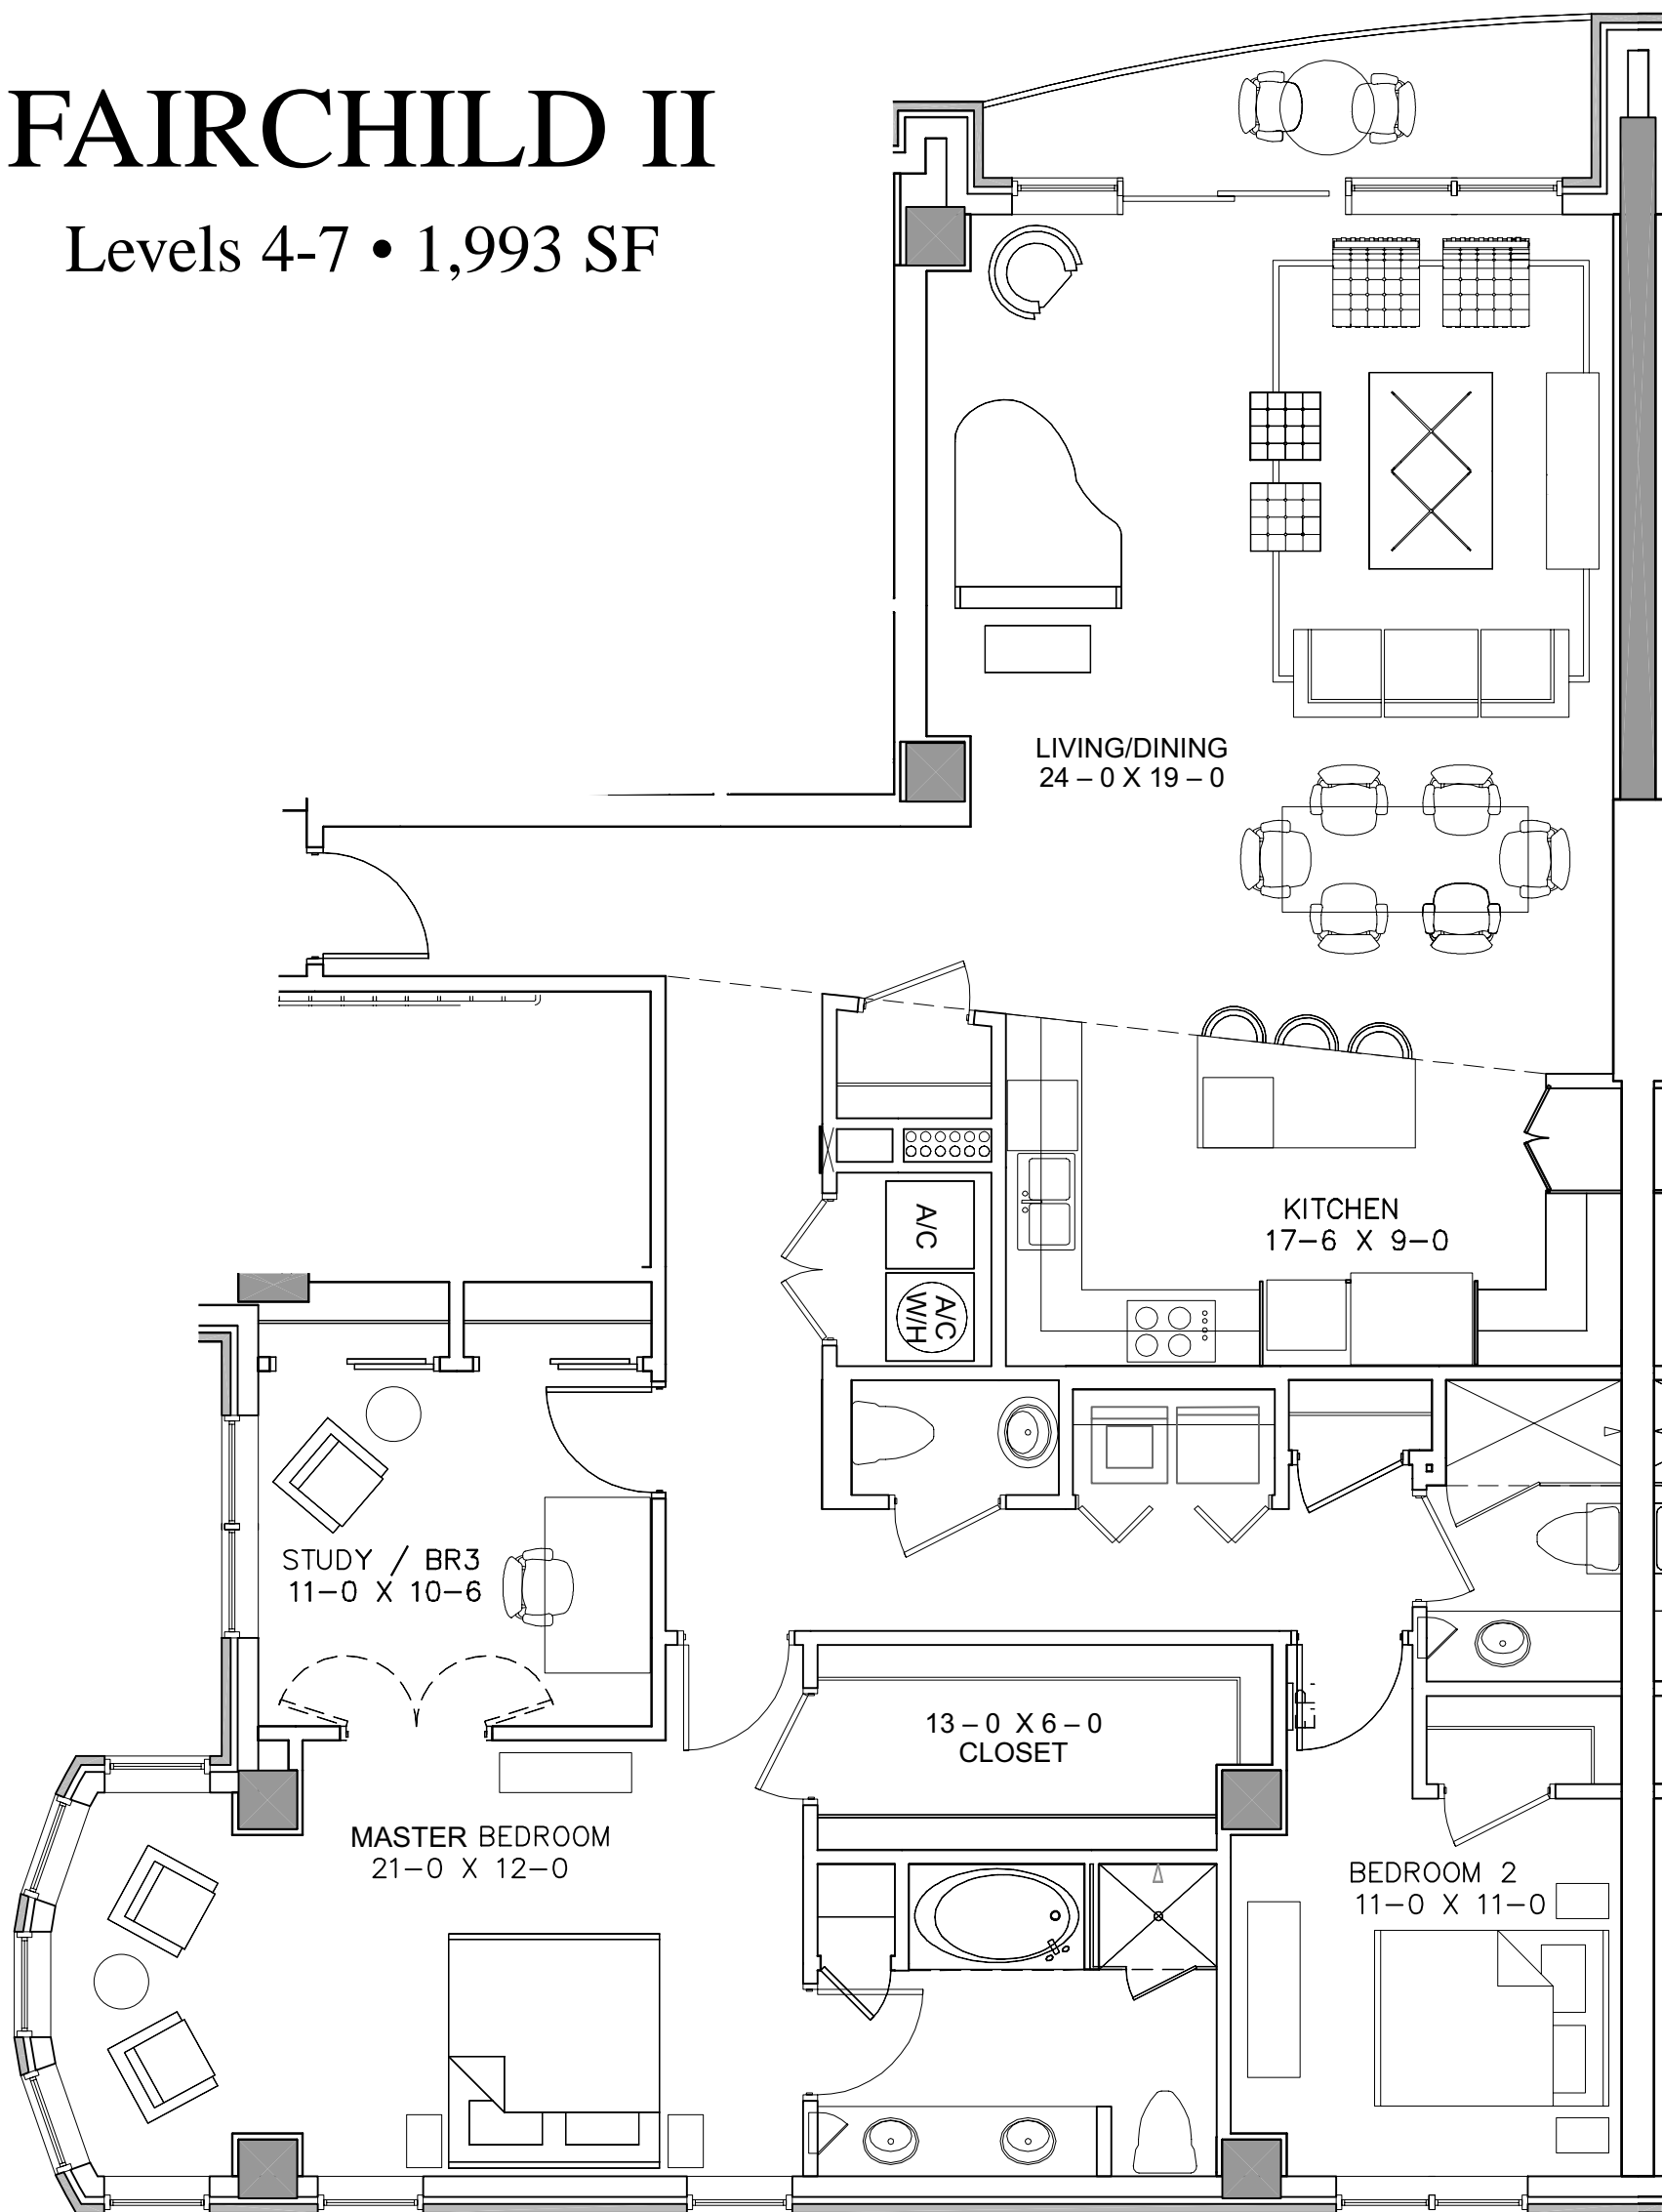 FAIRCHILD II
Levels 4-7 • 1,993 SF
LIVING/DINING
24 – 0 X 19 – 0
A/C
KITCHEN
17-6 X 9-0
A/C
W/H
STUDY / BR3
11-0 X 10-6
13 – 0 X 6 – 0
CLOSET
MASTER BEDROOM
21-0 X 12-0
BEDROOM 2
11-0 X 11-0